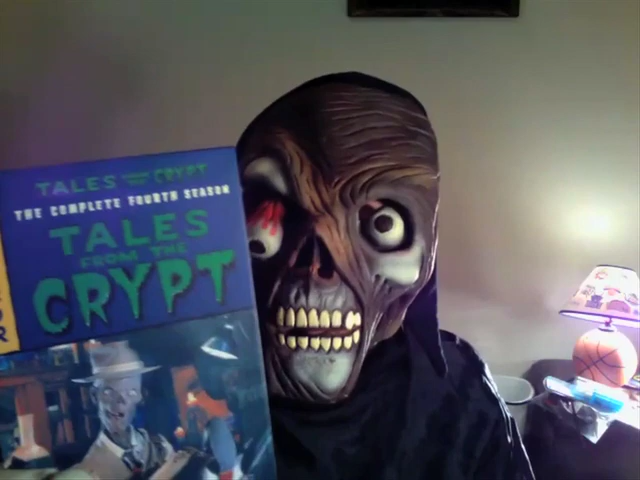 TALES FROM THE CRYPT
THE COMPLETE FOURTH SEASON
TALES
FROM THE
CRYPT
R